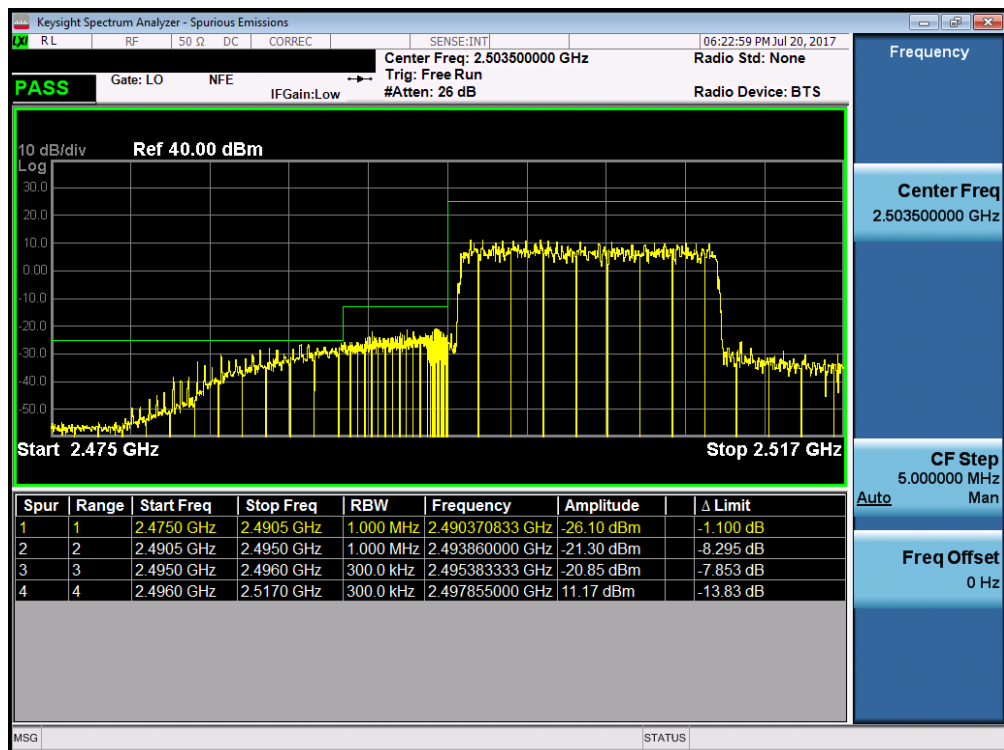 Keysight Spectrum Analyzer - Spurious Emissions
LXI RL RF 50 Ω DC CORREC SENSE:INT 06:22:59 PM Jul 20, 2017
Frequency
Center Freq: 2.503500000 GHz Radio Std: None
PASS Gate: LO NFE Trig: Free Run
IFGain:Low #Atten: 26 dB Radio Device: BTS
10 dB/div Ref 40.00 dBm
Log
30.0
20.0
10.0
0.00
-10.0
-20.0
-30.0
-40.0
-50.0
Start 2.475 GHz Stop 2.517 GHz
Spur Range Start Freq Stop Freq RBW Frequency Amplitude Δ Limit
1 1 2.4750 GHz 2.4905 GHz 1.000 MHz 2.490370833 GHz -26.10 dBm -1.100 dB
2 2 2.4905 GHz 2.4950 GHz 1.000 MHz 2.493860000 GHz -21.30 dBm -8.295 dB
3 3 2.4950 GHz 2.4960 GHz 300.0 kHz 2.495383333 GHz -20.85 dBm -7.853 dB
4 4 2.4960 GHz 2.5170 GHz 300.0 kHz 2.497855000 GHz 11.17 dBm -13.83 dB
Center Freq
2.503500000 GHz
CF Step
5.000000 MHz
Auto Man
Freq Offset
0 Hz
MSG STATUS